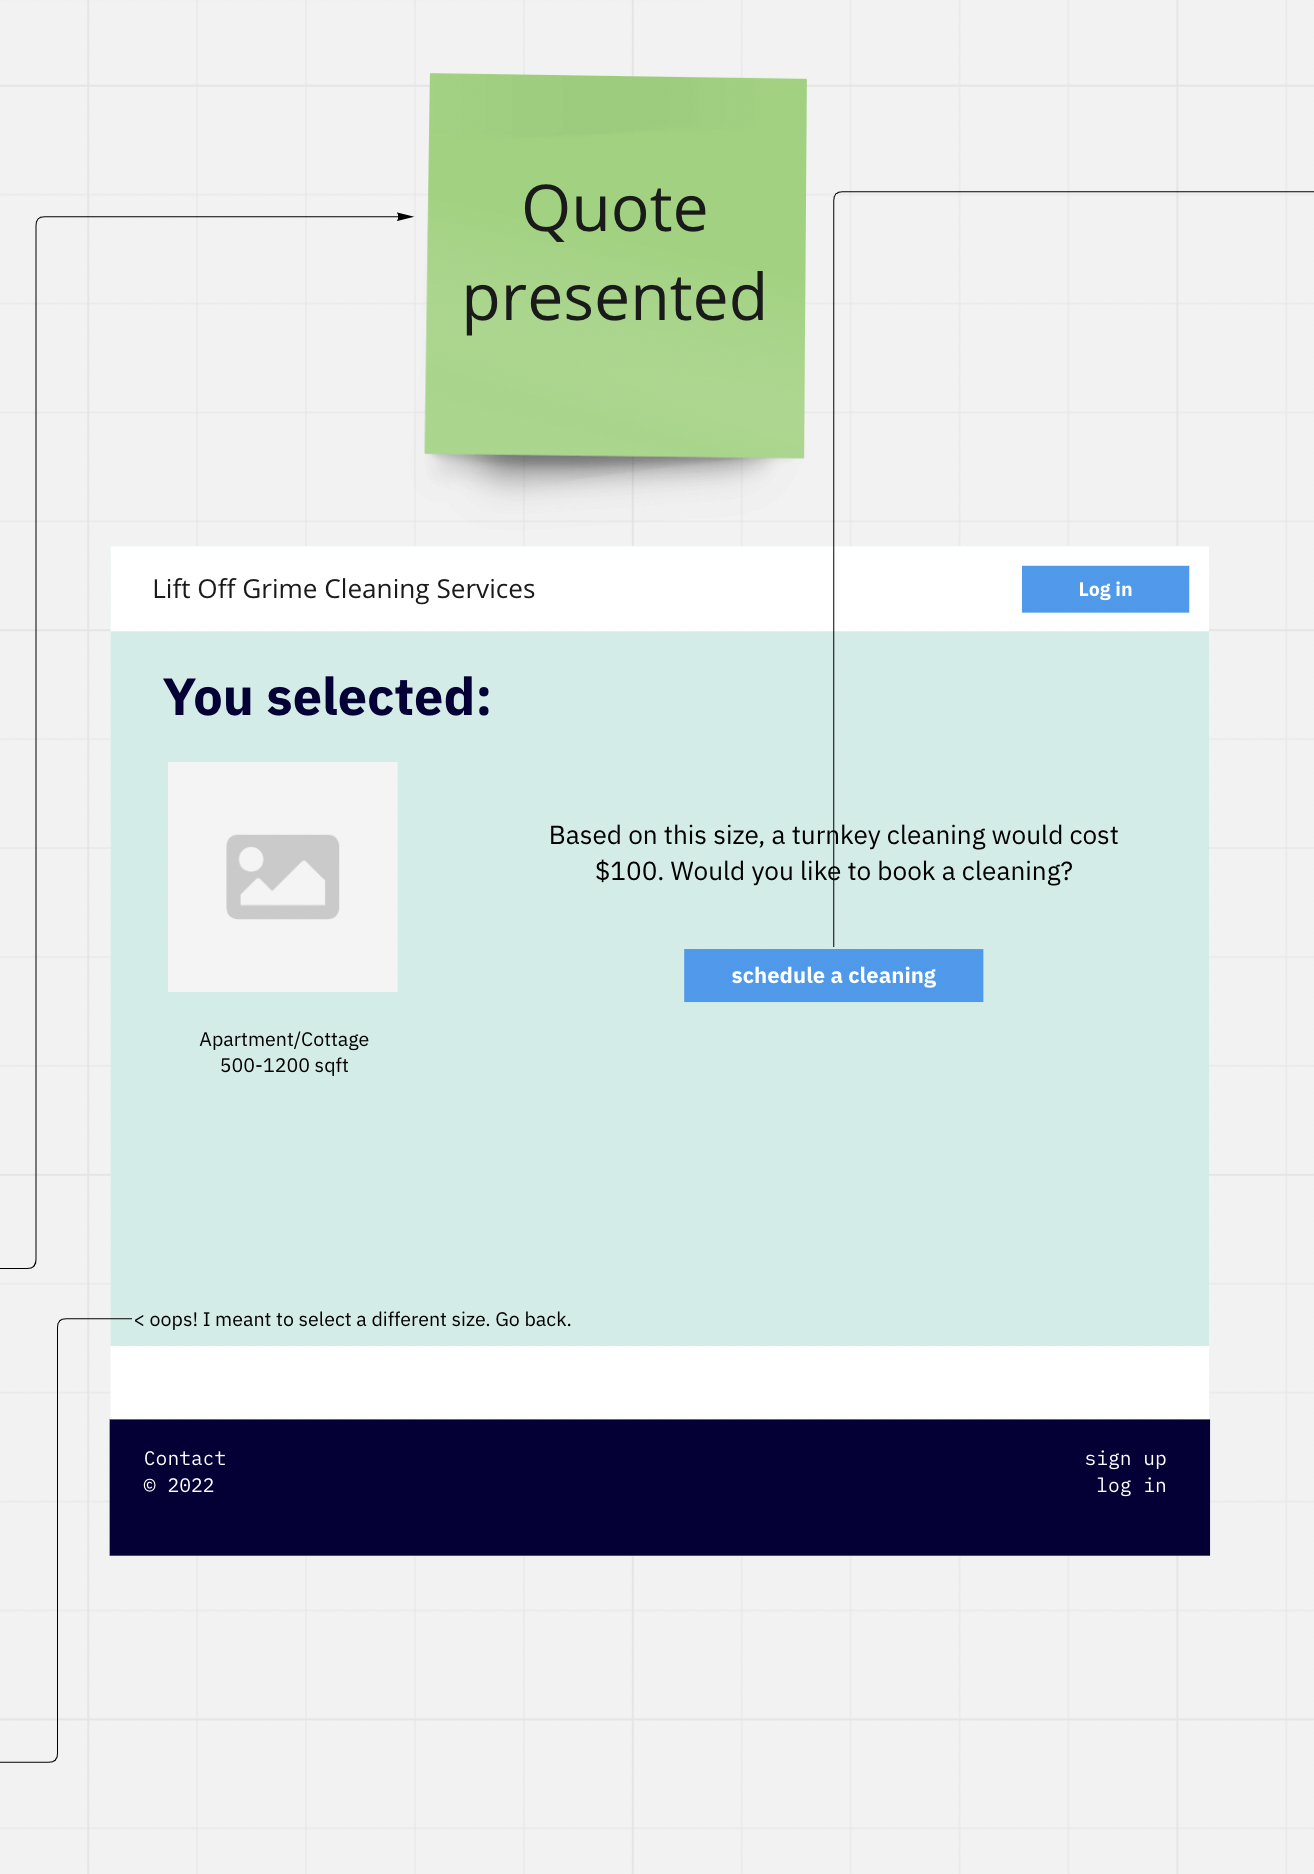 Quote
presented
Lift Off Grime Cleaning Services
Log in
You selected:
Based on this size, a turnkey cleaning would cost
$100. Would you like to book a cleaning?
schedule a cleaning
Apartment/Cottage
500-1200 sqft
< oops! I meant to select a different size. Go back.
Contact
© 2022
sign up
log in